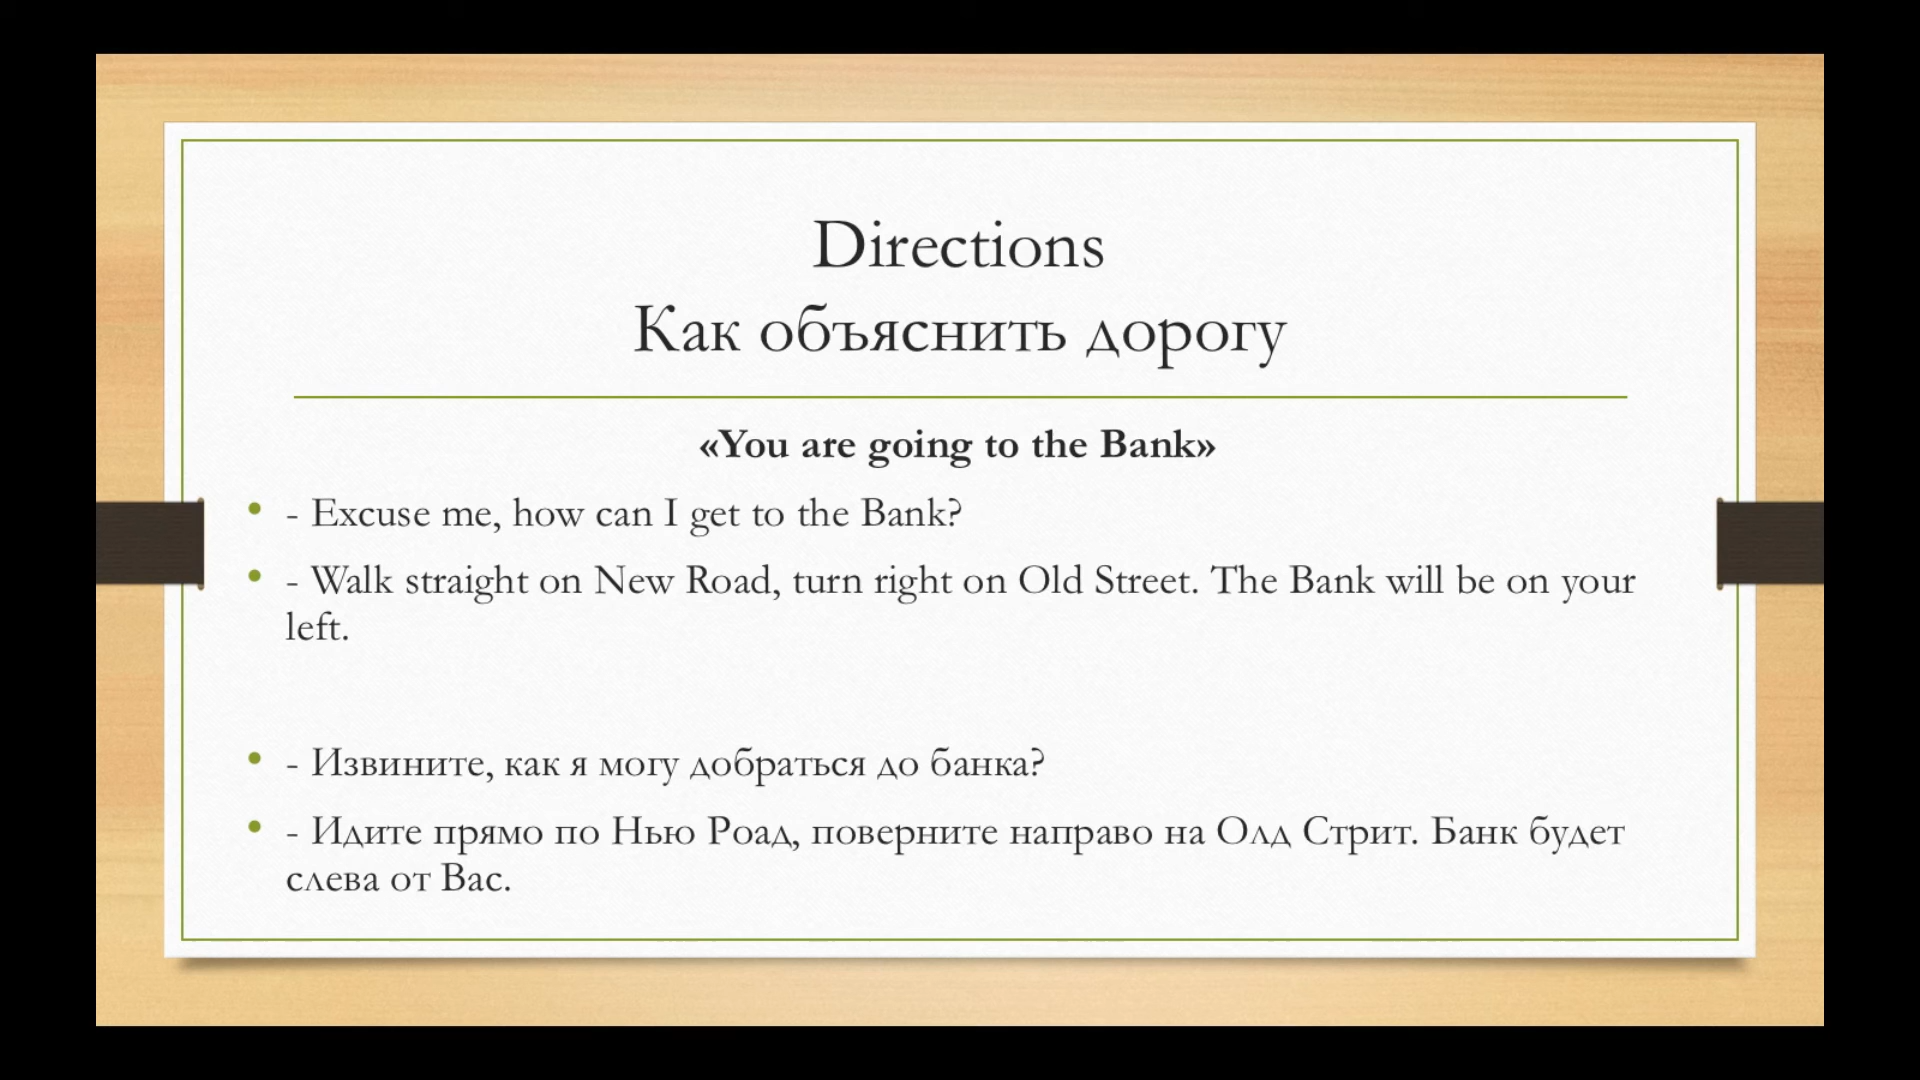 Directions
Как объяснить дорогу
«You are going to the Bank»
• - Excuse me, how can I get to the Bank?
• - Walk straight on New Road, turn right on Old Street. The Bank will be on your
left.
• - Извините, как я могу добраться до банка?
• - Идите прямо по Нью Роад, поверните направо на Олд Стрит. Банк будет
слева от Вас.